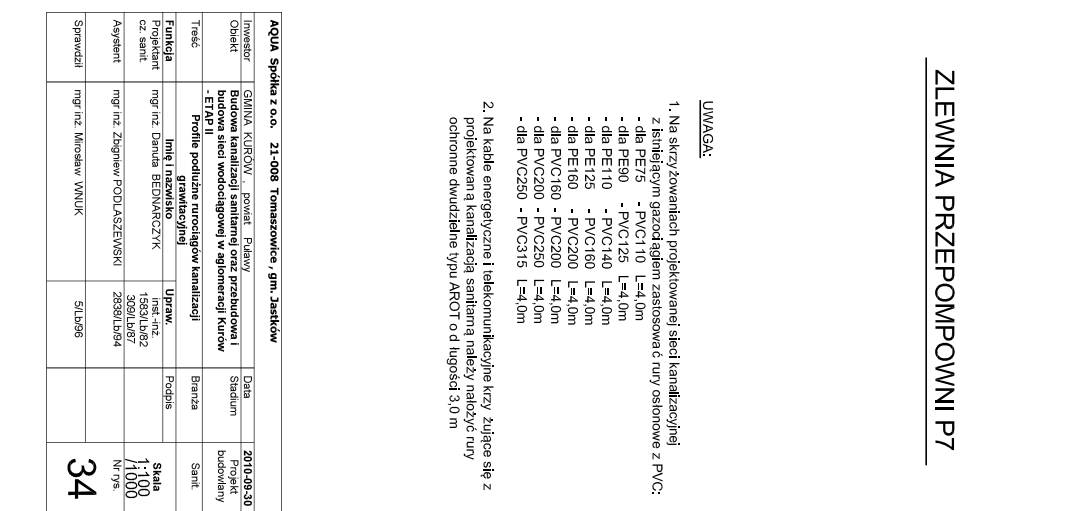 ZLEWNIA PRZEPOMPOWNI P7
UWAGA:
1. Na skrzyżowaniach projektowanej sieci kanalizacyjnej
z istniejącym gazociągiem zastosować rury osłonowe z PVC:
- dla PE75 - PVC110 L=4,0m
- dla PE90 - PVC125 L=4,0m
- dla PE110 - PVC140 L=4,0m
- dla PE125 - PVC160 L=4,0m
- dla PE160 - PVC200 L=4,0m
- dla PVC160 - PVC200 L=4,0m
- dla PVC200 - PVC250 L=4,0m
- dla PVC250 - PVC315 L=4,0m
2. Na kable energetyczne i telekomunikacyjne krzyżujące się z
projektowaną kanalizacją sanitarną należy nałożyć rury
ochronne dwudzielne typu AROT o długości 3,0 m
AQUA Spółka z o.o. 21-008 Tomaszowice , gm. Jastków
Inwestor GMINA KURÓW , powiat Puławy Data 2010-09-30
Obiekt Budowa kanalizacji sanitarnej oraz przebudowa i Stadium Projekt
budowa sieci wodociągowej w aglomeracji Kurów budowlany
- ETAP II
Treść Profile podłużne rurociągów kanalizacji Branża Sanit.
grawitacyjnej
Funkcja Imię i nazwisko Upraw. Podpis Skala
Projektant mgr inż. Danuta BEDNARCZYK inst.-inż. 1:100
cz. sanit. 1583/Lb/82 /1000
309/Lb/87
Asystent mgr inż. Zbigniew PODLASZEWSKI 2838/Lb/94 Nr rys.
Sprawdził mgr inż. Mirosław WNUK 5/Lb/96 34